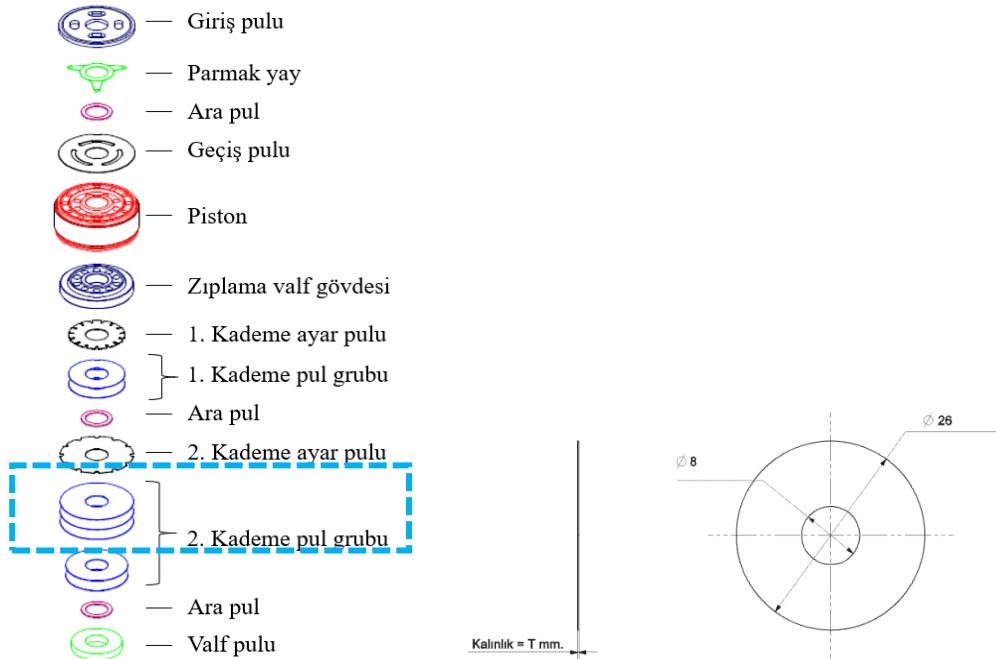 Giriş pulu
Parmak yay
Ara pul
Geçiş pulu
Piston
Zıplama valf gövdesi
1. Kademe ayar pulu
1. Kademe pul grubu
Ara pul
2. Kademe ayar pulu
2. Kademe pul grubu
Ara pul
Valf pulu
Kalınlık = T mm.
∅ 8
∅ 26